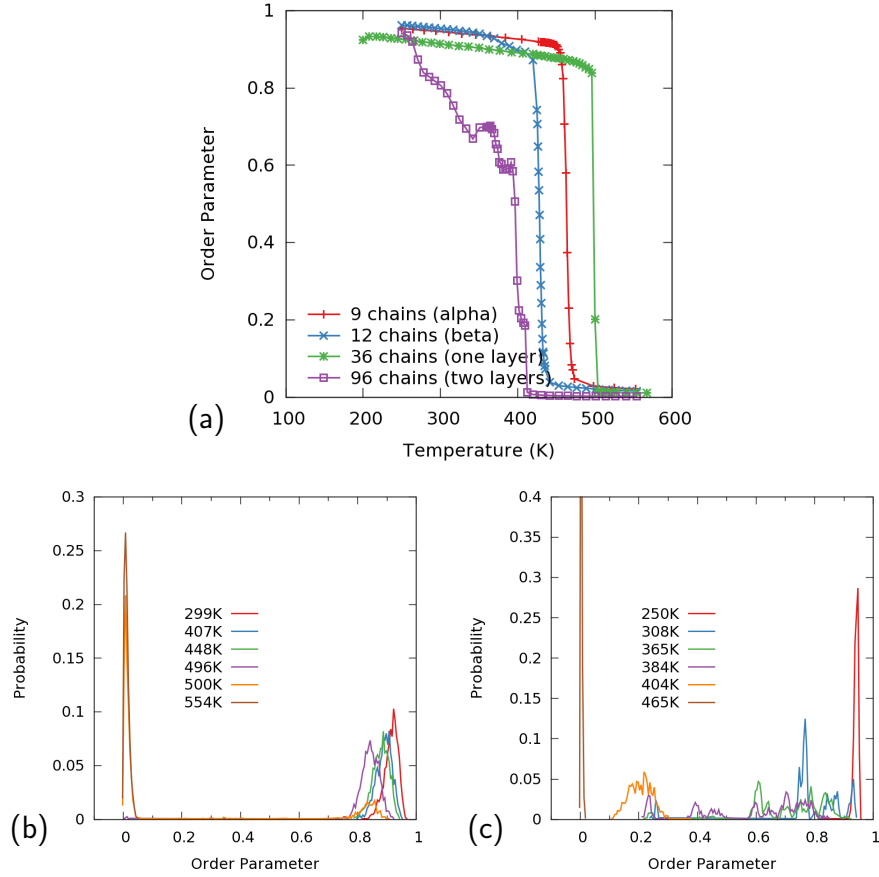 1
0.8
0.6
0.4
0.2
0
Order Parameter
9 chains (alpha)
12 chains (beta)
36 chains (one layer)
96 chains (two layers)
100 200 300 400 500 600
Temperature (K)
(a)
0.3
0.25
0.2
0.15
0.1
0.05
0
Probability
299K
407K
448K
496K
500K
554K
0 0.2 0.4 0.6 0.8 1
Order Parameter
(b)
0.4
0.35
0.3
0.25
0.2
0.15
0.1
0.05
0
Probability
250K
308K
365K
384K
404K
465K
0 0.2 0.4 0.6 0.8 1
Order Parameter
(c)